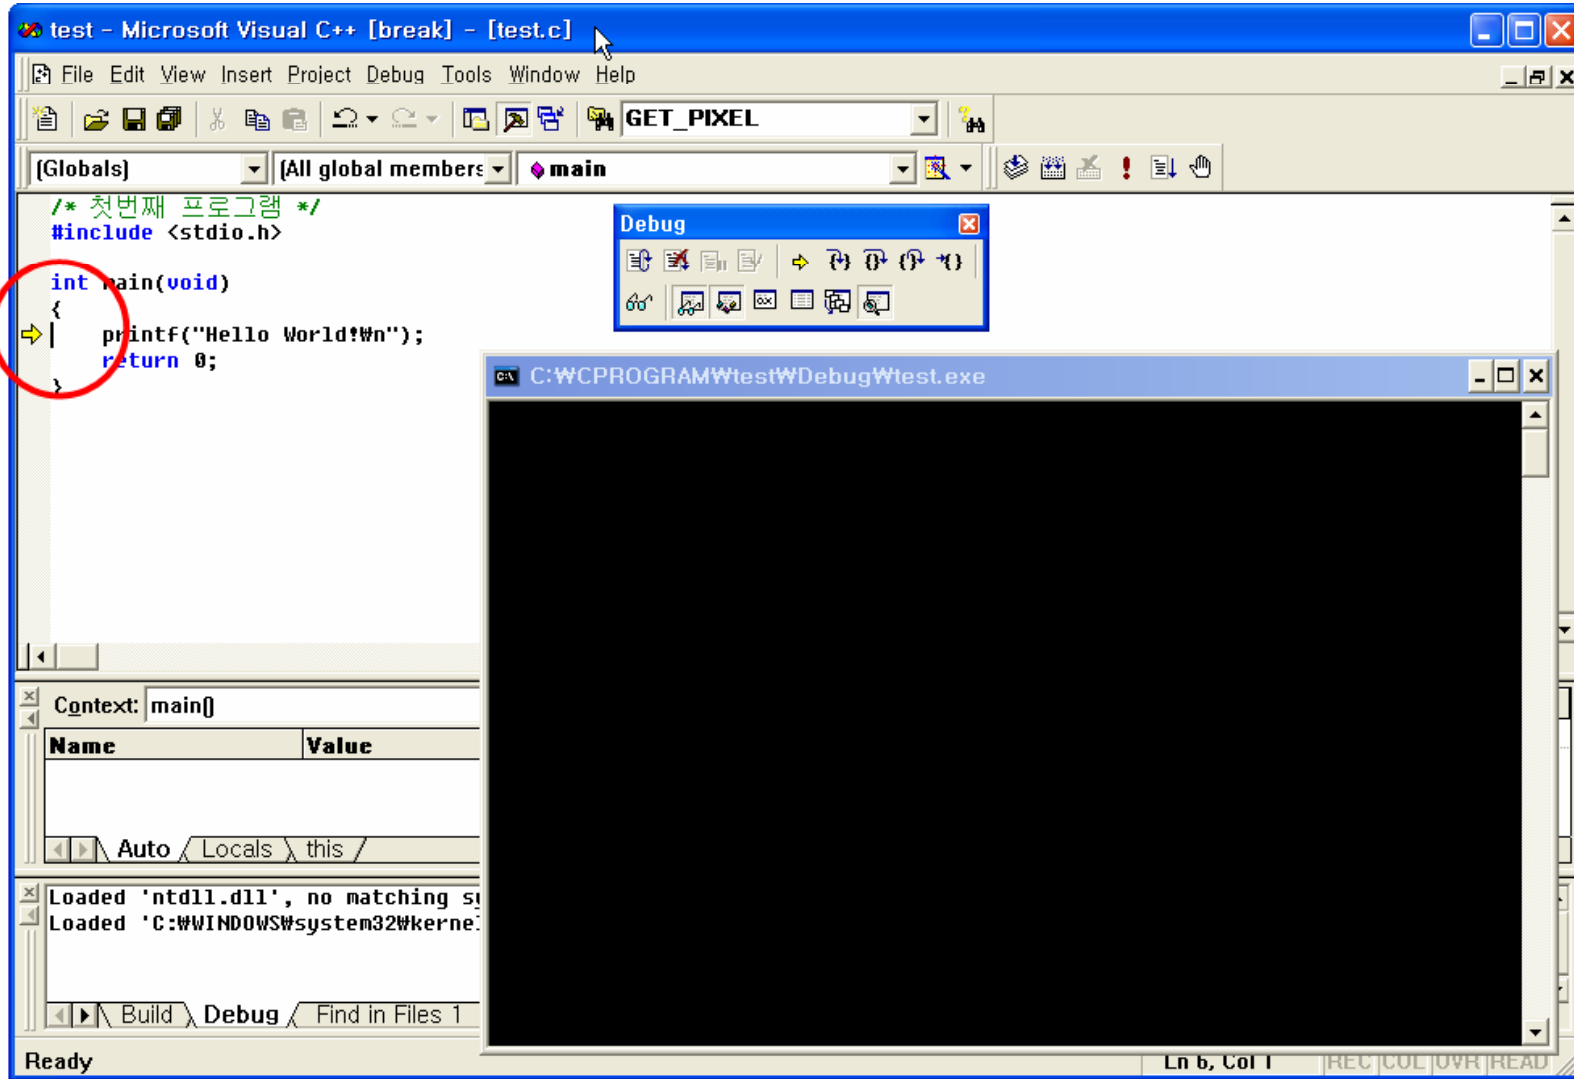 test - Microsoft Visual C++ [break] - [test.c]
File Edit View Insert Project Debug Tools Window Help
GET_PIXEL
(Globals) (All global members main
/* 첫번째 프로그램 */
#include <stdio.h>
int main(void)
{
printf("Hello World!₩n");
return 0;
}
Debug
C:₩CPROGRAM₩test₩Debug₩test.exe
Context: main()
Name Value
Auto Locals this
Loaded 'ntdll.dll', no matching sy
Loaded 'C:₩WINDOWS₩system32₩kernel
Build Debug Find in Files 1
Ready Ln 6, Col 1 REC COL OVR READ